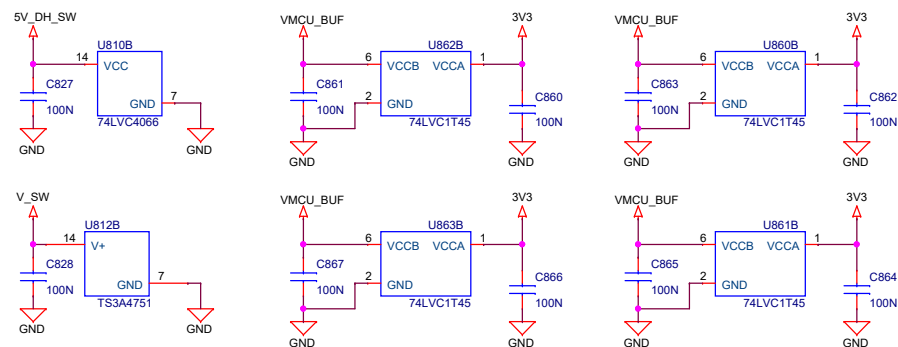 5V_DH_SW
U810B
14
VCC
C827
100N
GND
7
74LVC4066
GND
GND
VMCU_BUF
U862B
3V3
6
VCCB
VCCA
1
C861
2
GND
100N
C860
100N
74LVC1T45
GND
GND
VMCU_BUF
U860B
3V3
6
VCCB
VCCA
1
C863
2
GND
100N
C862
100N
74LVC1T45
GND
GND
V_SW
U812B
14
V+
C828
100N
GND
7
TS3A4751
GND
GND
VMCU_BUF
U863B
3V3
6
VCCB
VCCA
1
C867
2
GND
100N
C866
100N
74LVC1T45
GND
GND
VMCU_BUF
U861B
3V3
6
VCCB
VCCA
1
C865
2
GND
100N
C864
100N
74LVC1T45
GND
GND